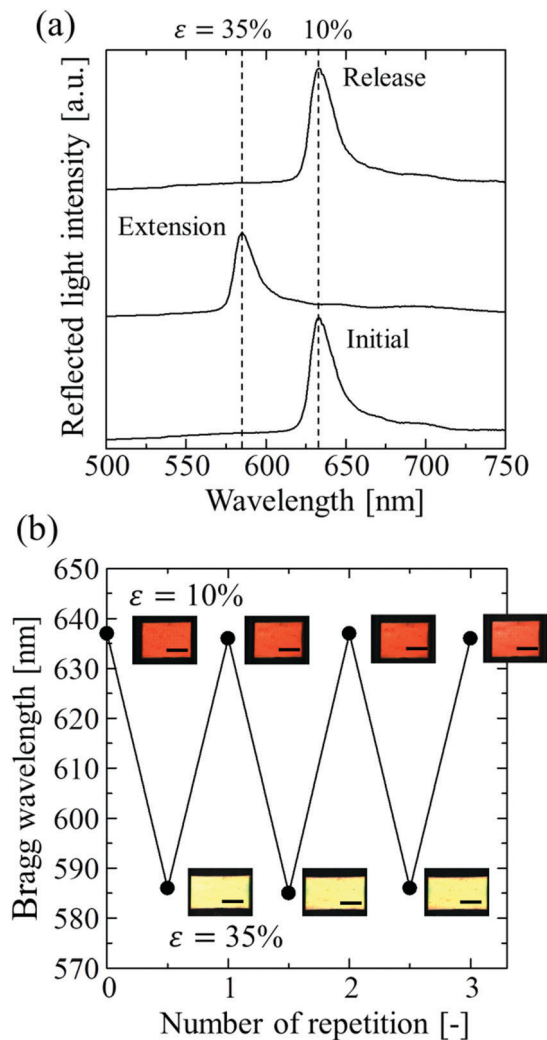 (a)
ε = 35% 10%
Release
Extension
Initial
Reflected light intensity [a.u.]
500 550 600 650 700 750
Wavelength [nm]
(b)
650
640
630
620
610
600
590
580
570
ε = 10%
ε = 35%
Bragg wavelength [nm]
0 1 2 3
Number of repetition [-]